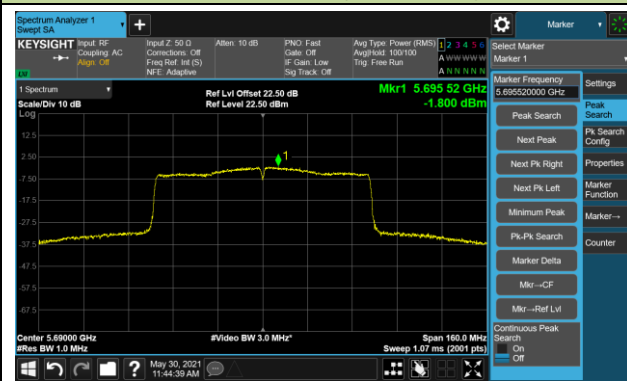 Spectrum Analyzer 1
Swept SA
Marker
KEYSIGHT
Input: RF
Coupling: AC
Align: Off
Input Z: 50 Ω
Corrections: Off
Freq Ref: Int (S)
NFE: Adaptive
Atten: 10 dB
PNO: Fast
Gate: Off
IF Gain: Low
Sig Track: Off
Avg Type: Power (RMS)
Avg|Hold: 100/100
Trig: Free Run
1 2 3 4 5 6
A W W W W W
A N N N N N
Select Marker
Marker 1
1 Spectrum
Scale/Div 10 dB
Log
Ref Lvl Offset 22.50 dB
Ref Level 22.50 dBm
Mkr1 5.695 52 GHz
-1.800 dBm
12.5
2.50
-7.50
-17.5
-27.5
-37.5
-47.5
-57.5
-67.5
1
Center 5.69000 GHz
#Res BW 1.0 MHz
#Video BW 3.0 MHz*
Span 160.0 MHz
Sweep 1.07 ms (2001 pts)
Marker Frequency
5.695520000 GHz
Peak Search
Next Peak
Next Pk Right
Next Pk Left
Minimum Peak
Pk-Pk Search
Marker Delta
Mkr→CF
Mkr→Ref Lvl
Continuous Peak
Search
On
Off
Settings
Peak
Search
Pk Search
Config
Properties
Marker
Function
Marker→
Counter
May 30, 2021
11:44:39 AM